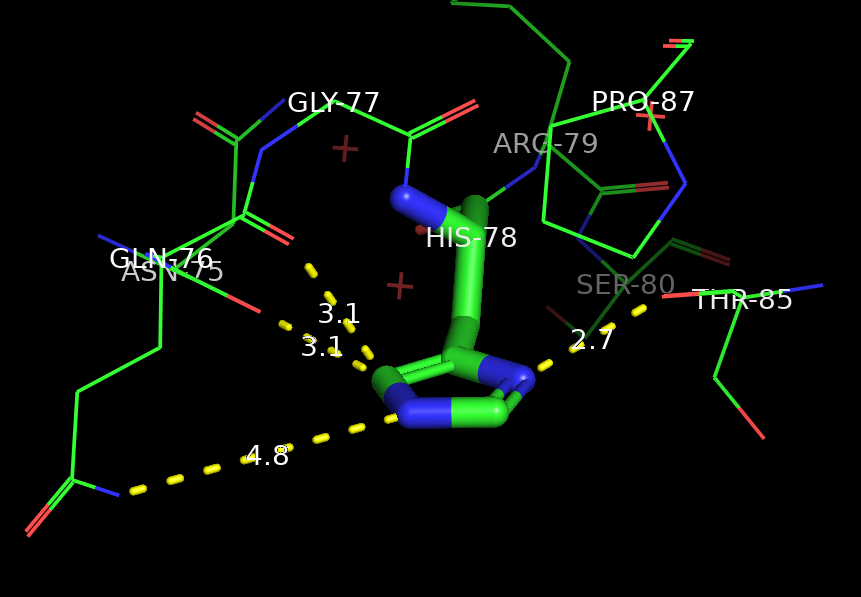 GLY-77
PRO-87
ARG-79
HIS-78
GLN-76
ASN-75
SER-80
THR-85
3.1
3.1
2.7
4.8